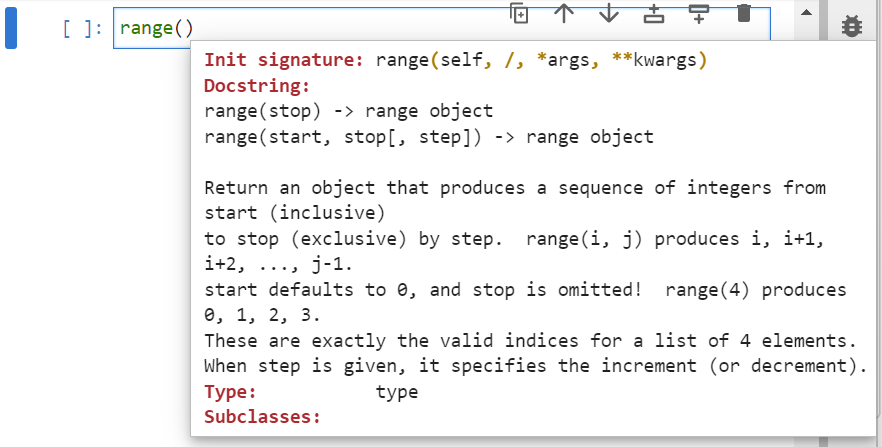 [ ]: range()
Init signature: range(self, /, *args, **kwargs)
Docstring:
range(stop) -> range object
range(start, stop[, step]) -> range object
Return an object that produces a sequence of integers from
start (inclusive)
to stop (exclusive) by step.  range(i, j) produces i, i+1,
i+2, ..., j-1.
start defaults to 0, and stop is omitted!  range(4) produces
0, 1, 2, 3.
These are exactly the valid indices for a list of 4 elements.
When step is given, it specifies the increment (or decrement).
Type:           type
Subclasses: